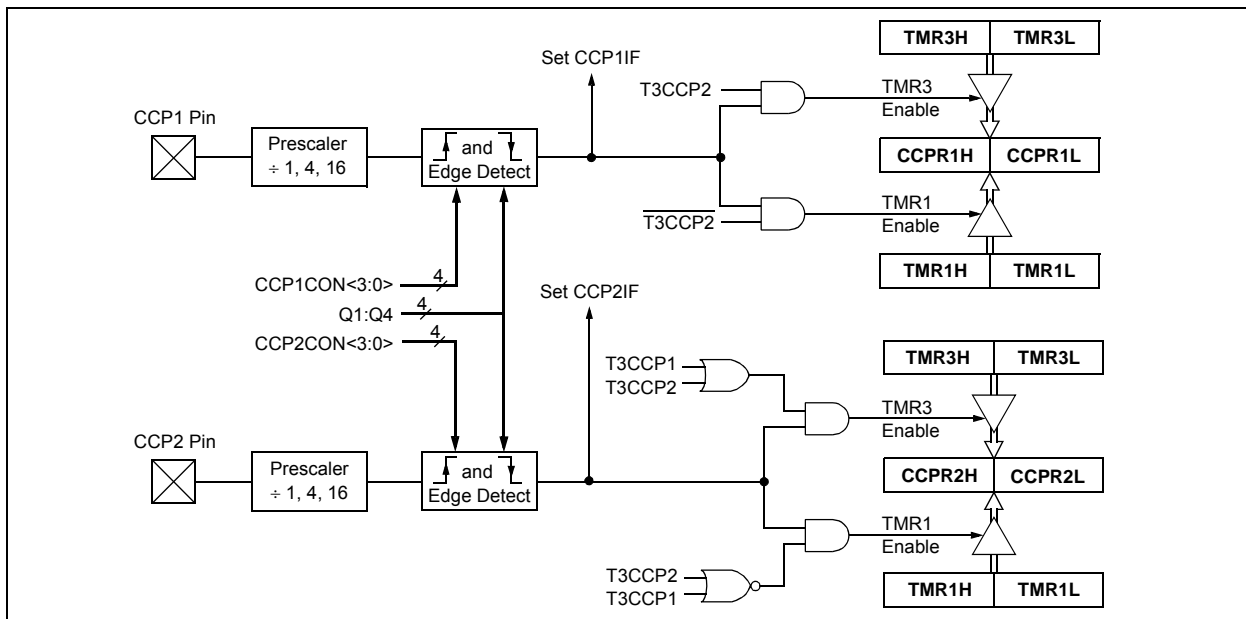 TMR3H TMR3L
Set CCP1IF
T3CCP2
TMR3
Enable
CCP1 Pin
Prescaler
÷ 1, 4, 16
and
Edge Detect
CCPR1H CCPR1L
T3CCP2
TMR1
Enable
TMR1H TMR1L
CCP1CON<3:0> 4
Q1:Q4 4
CCP2CON<3:0> 4
Set CCP2IF
TMR3H TMR3L
T3CCP1
T3CCP2
TMR3
Enable
CCP2 Pin
Prescaler
÷ 1, 4, 16
and
Edge Detect
CCPR2H CCPR2L
TMR1
Enable
T3CCP2
T3CCP1
TMR1H TMR1L